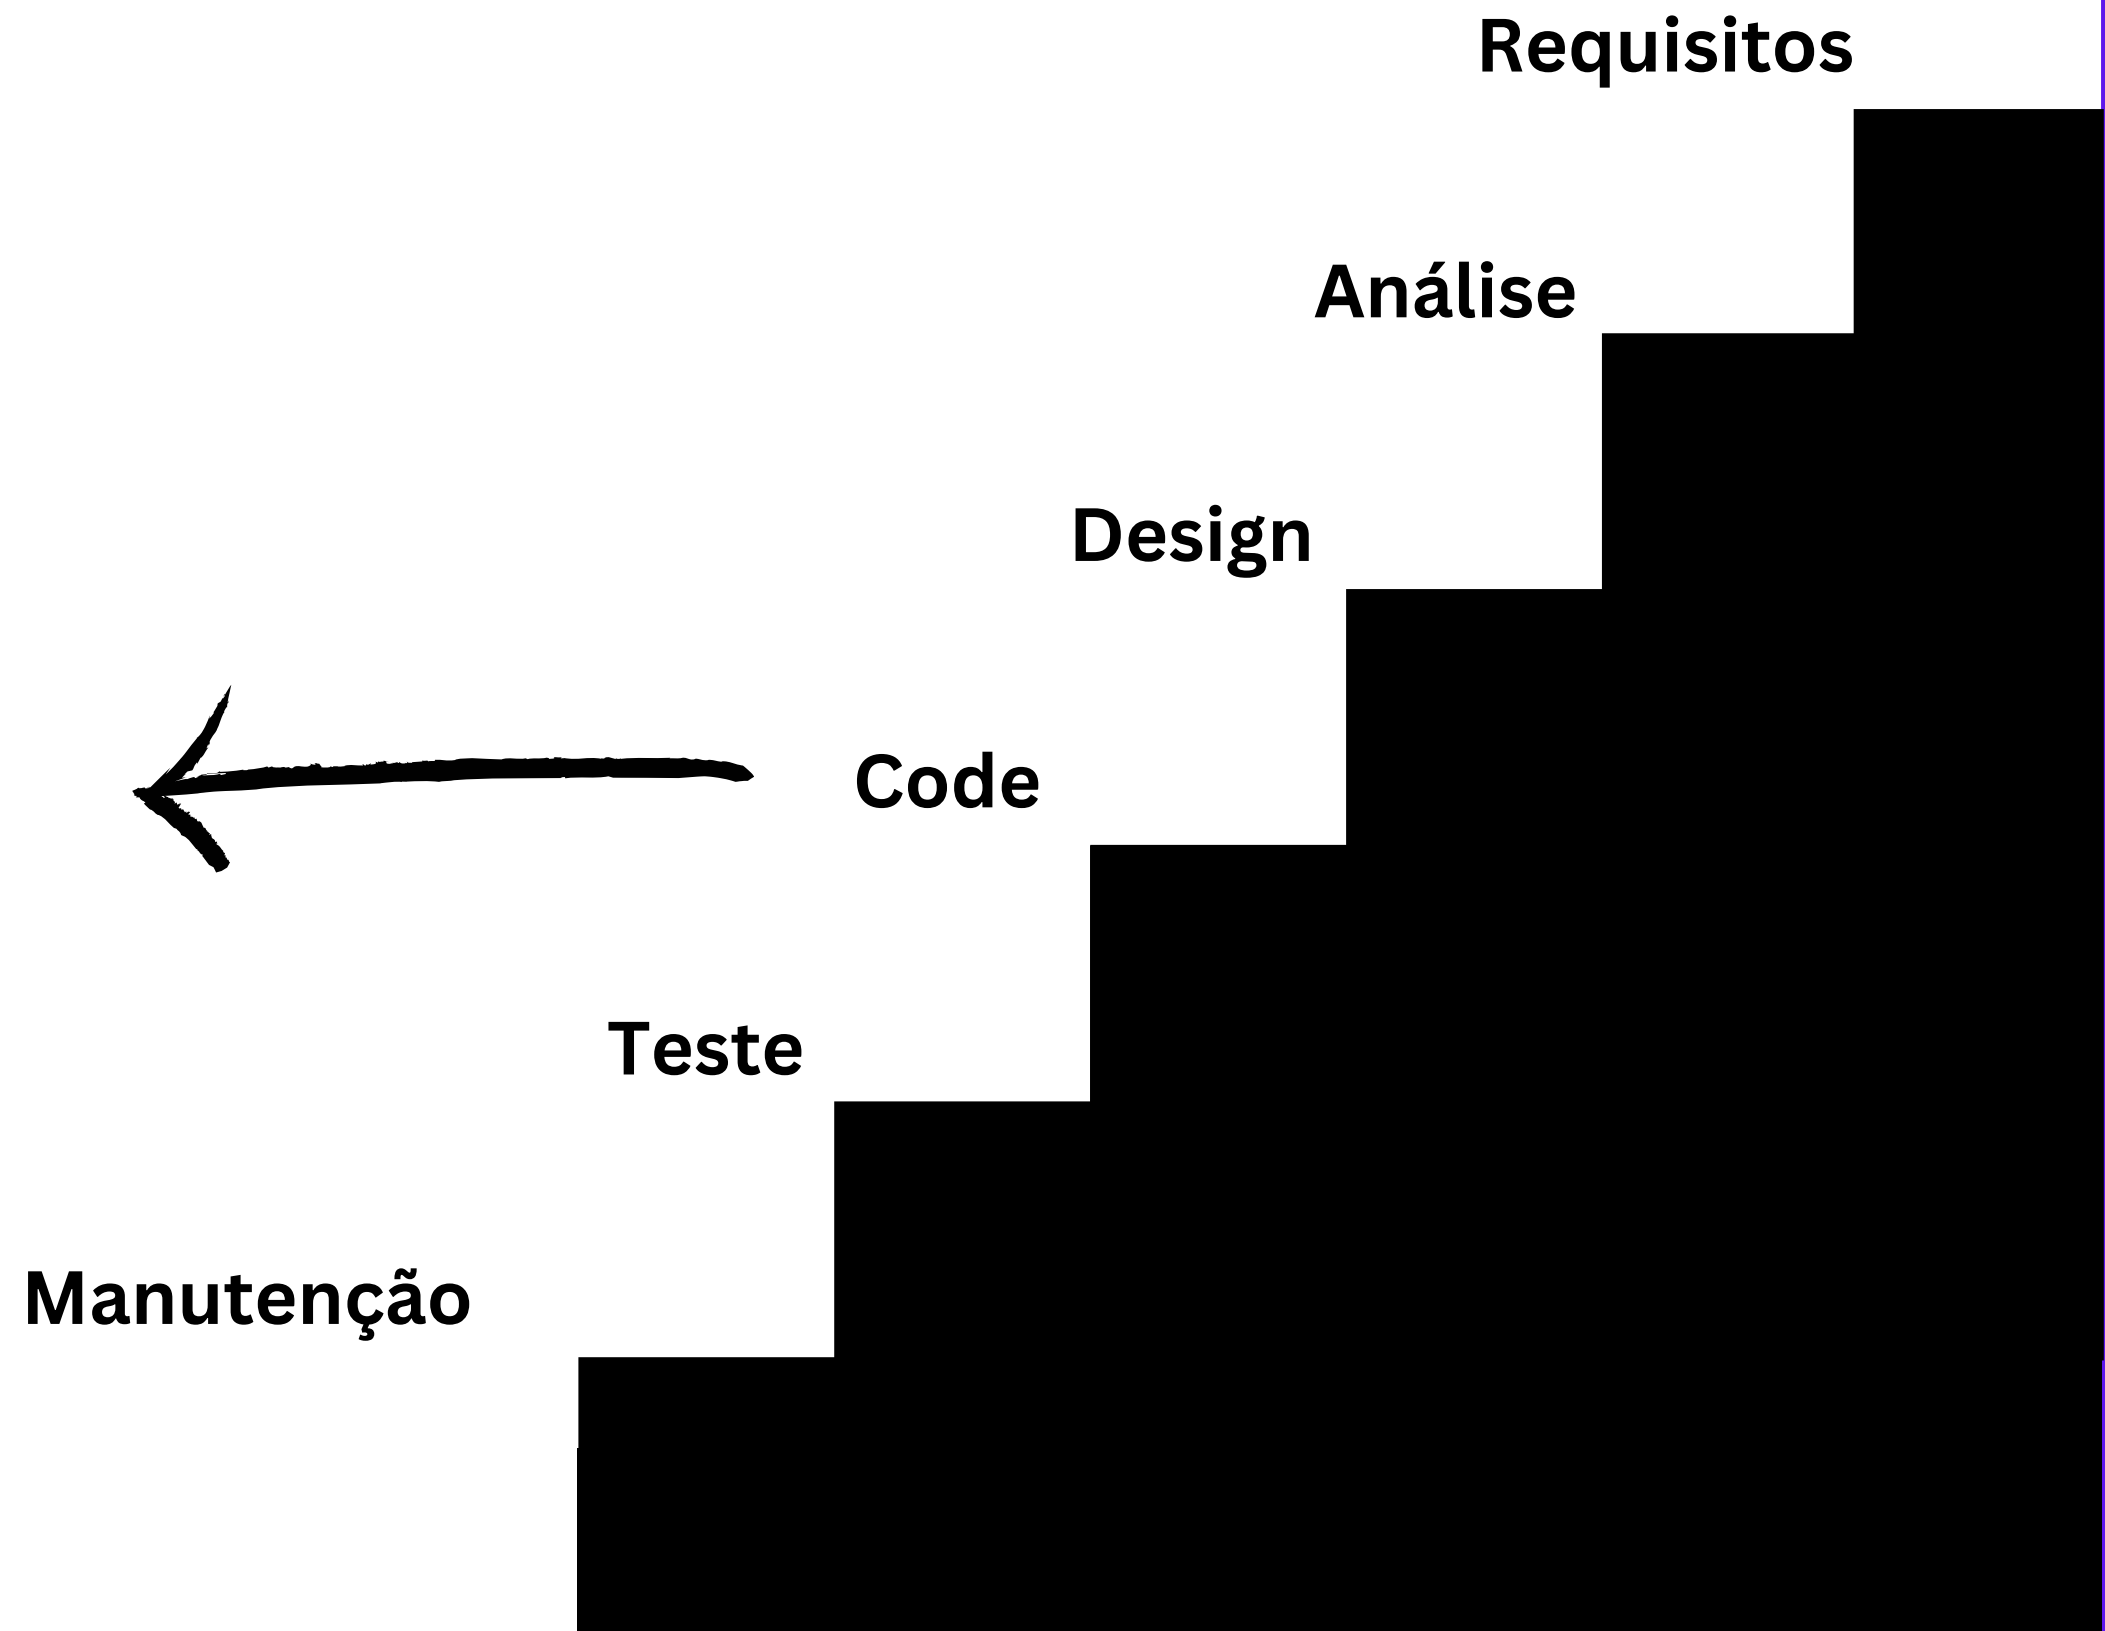 Requisitos
Análise
Design
Code
Teste
Manutenção